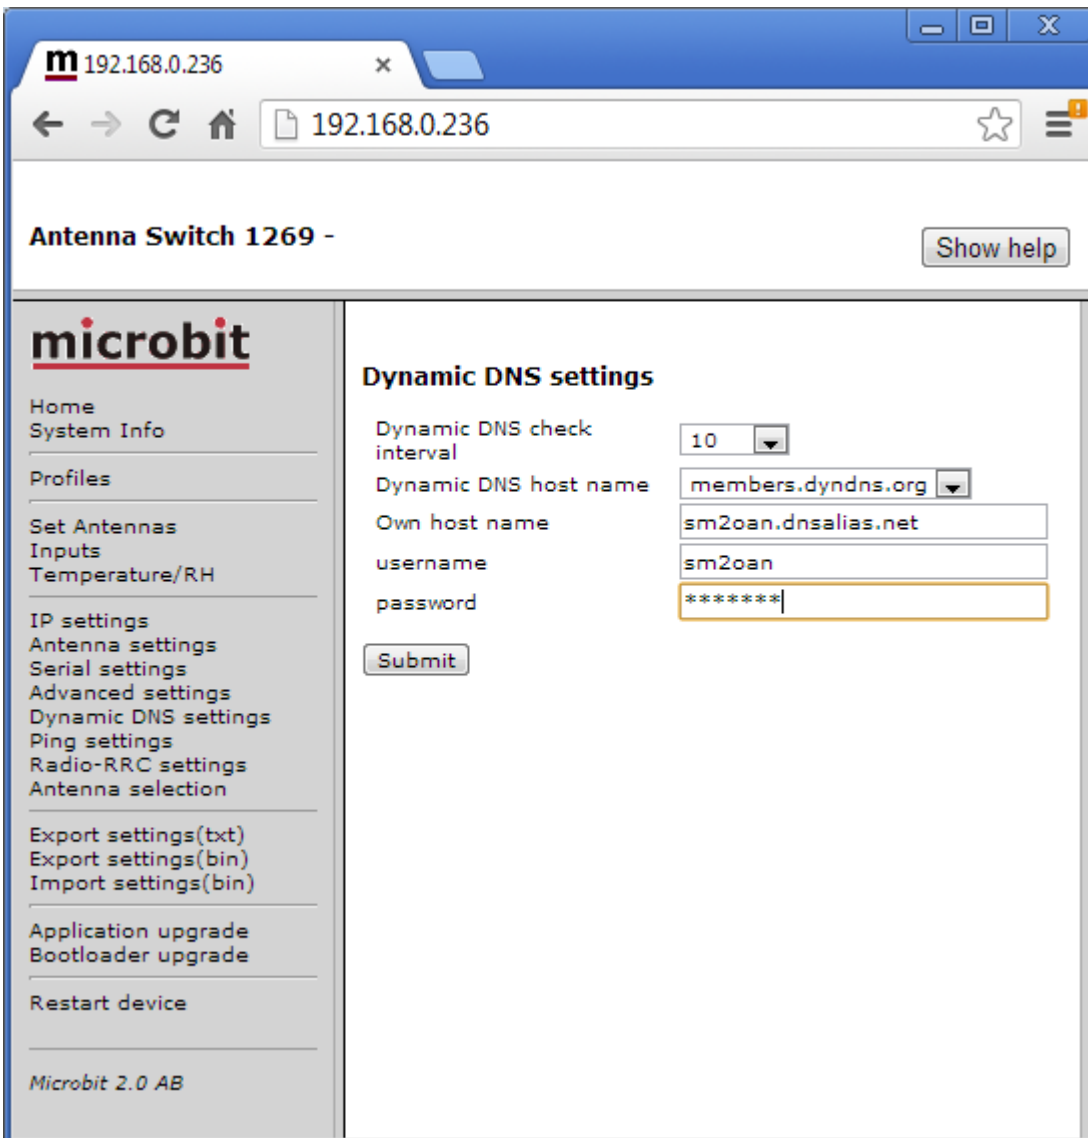 m 192.168.0.236 ×
192.168.0.236
Antenna Switch 1269 -
Show help
microbit
Home
System Info
Profiles
Set Antennas
Inputs
Temperature/RH
IP settings
Antenna settings
Serial settings
Advanced settings
Dynamic DNS settings
Ping settings
Radio-RRC settings
Antenna selection
Export settings(txt)
Export settings(bin)
Import settings(bin)
Application upgrade
Bootloader upgrade
Restart device
Microbit 2.0 AB
Dynamic DNS settings
Dynamic DNS check
interval 10
Dynamic DNS host name members.dyndns.org
Own host name sm2oan.dnsalias.net
username sm2oan
password *******
Submit